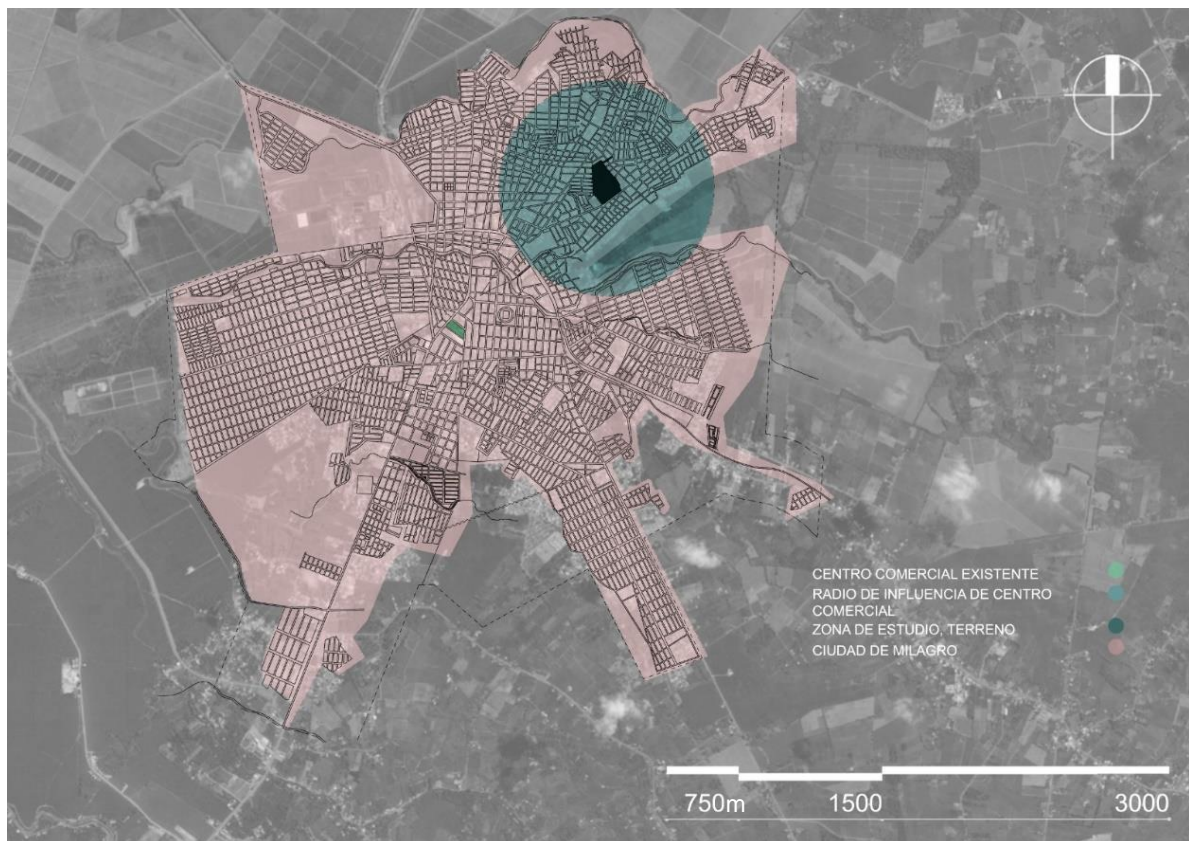 CENTRO COMERCIAL EXISTENTE
RADIO DE INFLUENCIA DE CENTRO
COMERCIAL
ZONA DE ESTUDIO, TERRENO
CIUDAD DE MILAGRO
750m 1500 3000